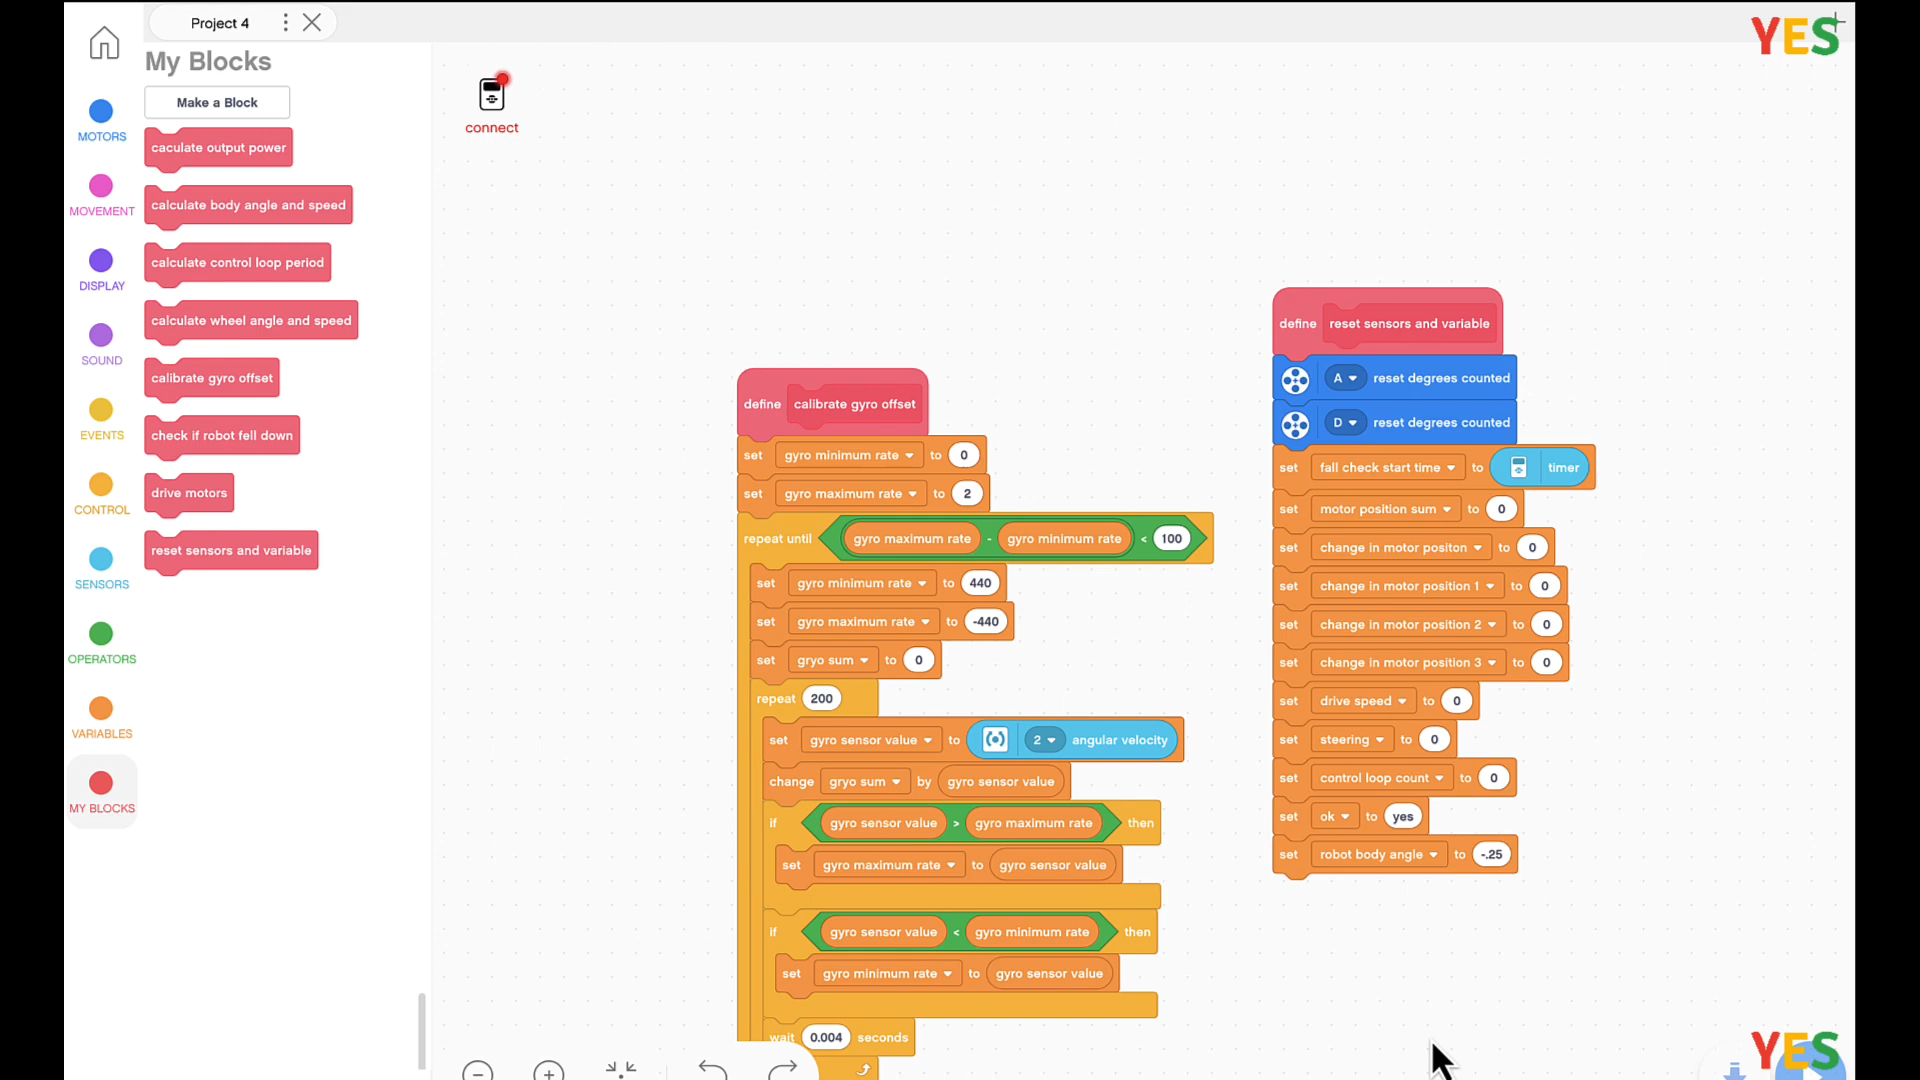 Project 4
YES
My Blocks
Make a Block
caculate output power
calculate body angle and speed
calculate control loop period
calculate wheel angle and speed
calibrate gyro offset
check if robot fell down
drive motors
reset sensors and variable
MOTORS
MOVEMENT
DISPLAY
SOUND
EVENTS
CONTROL
SENSORS
OPERATORS
VARIABLES
MY BLOCKS
connect
define calibrate gyro offset
set gyro minimum rate to 0
set gyro maximum rate to 2
repeat until gyro maximum rate - gyro minimum rate < 100
set gyro minimum rate to 440
set gyro maximum rate to -440
set gryo sum to 0
repeat 200
set gyro sensor value to 2 angular velocity
change gryo sum by gyro sensor value
if gyro sensor value > gyro maximum rate then
set gyro maximum rate to gyro sensor value
if gyro sensor value < gyro minimum rate then
set gyro minimum rate to gyro sensor value
wait 0.004 seconds
define reset sensors and variable
A reset degrees counted
D reset degrees counted
set fall check start time to timer
set motor position sum to 0
set change in motor positon to 0
set change in motor position 1 to 0
set change in motor position 2 to 0
set change in motor position 3 to 0
set drive speed to 0
set steering to 0
set control loop count to 0
set ok to yes
set robot body angle to -.25
YES